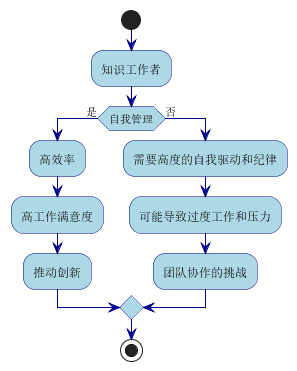 知识工作者
自我管理
是
否
高效率
需要高度的自我驱动和纪律
高工作满意度
可能导致过度工作和压力
推动创新
团队协作的挑战